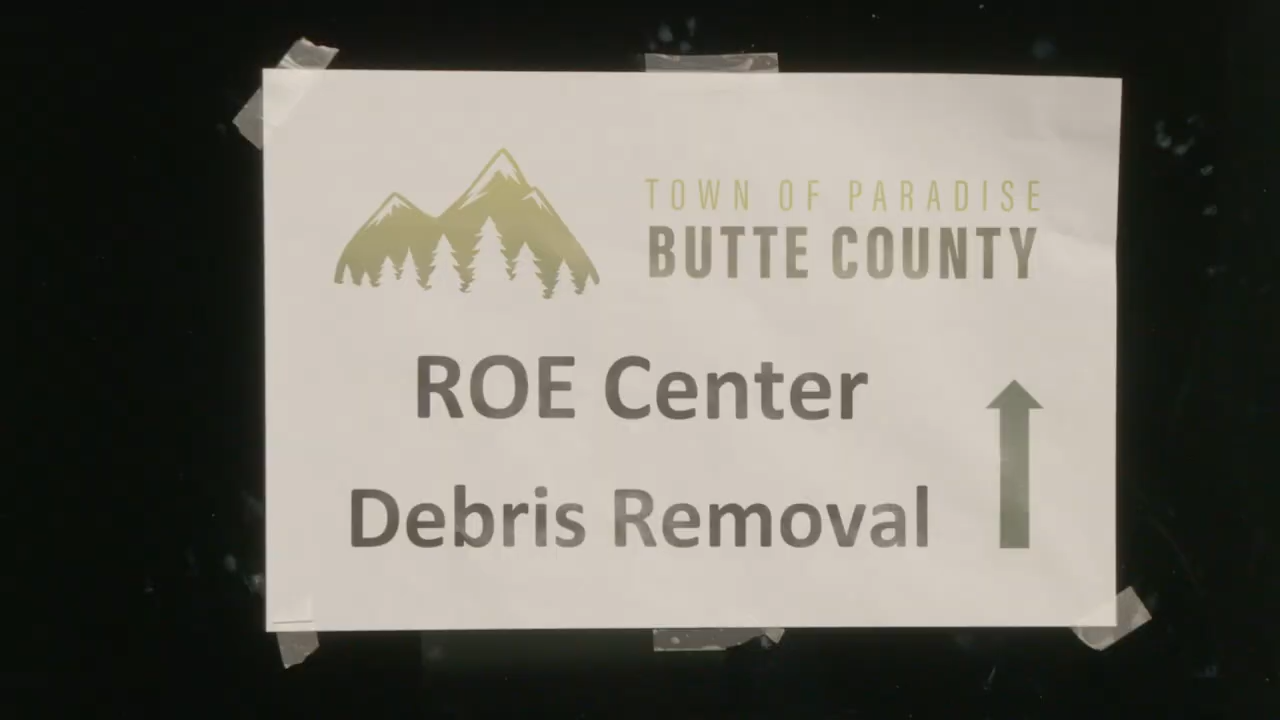 TOWN OF PARADISE
BUTTE COUNTY
ROE Center
Debris Removal